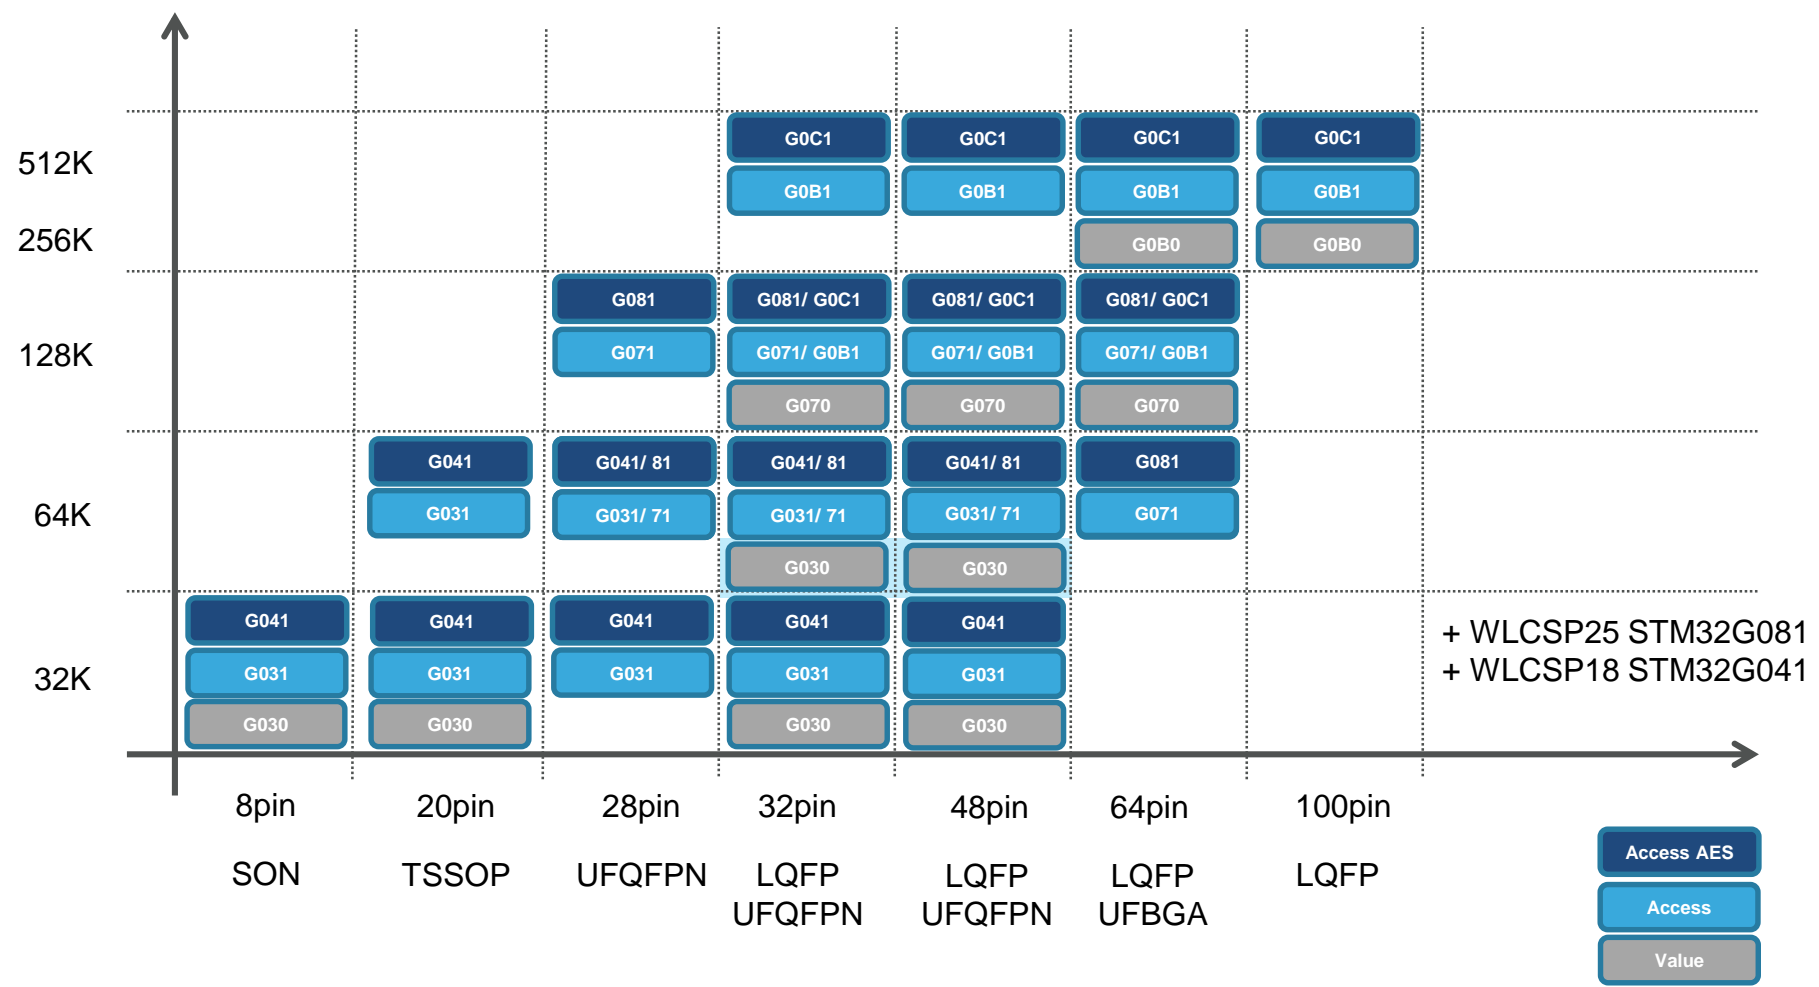 G0C1 G0C1 G0C1 G0C1
512K
G0B1 G0B1 G0B1 G0B1
256K G0B0 G0B0
G081 G081/ G0C1 G081/ G0C1 G081/ G0C1
128K G071 G071/ G0B1 G071/ G0B1 G071/ G0B1
G070 G070 G070
G041 G041/ 81 G041/ 81 G041/ 81 G081
64K G031 G031/ 71 G031/ 71 G031/ 71 G071
G030 G030
G041 G041 G041 G041 G041
+ WLCSP25 STM32G081
32K G031 G031 G031 G031 G031
+ WLCSP18 STM32G041
G030 G030 G030 G030
8pin 20pin 28pin 32pin 48pin 64pin 100pin
SON TSSOP UFQFPN LQFP LQFP LQFP LQFP
UFQFPN UFQFPN UFBGA
Access AES
Access
Value